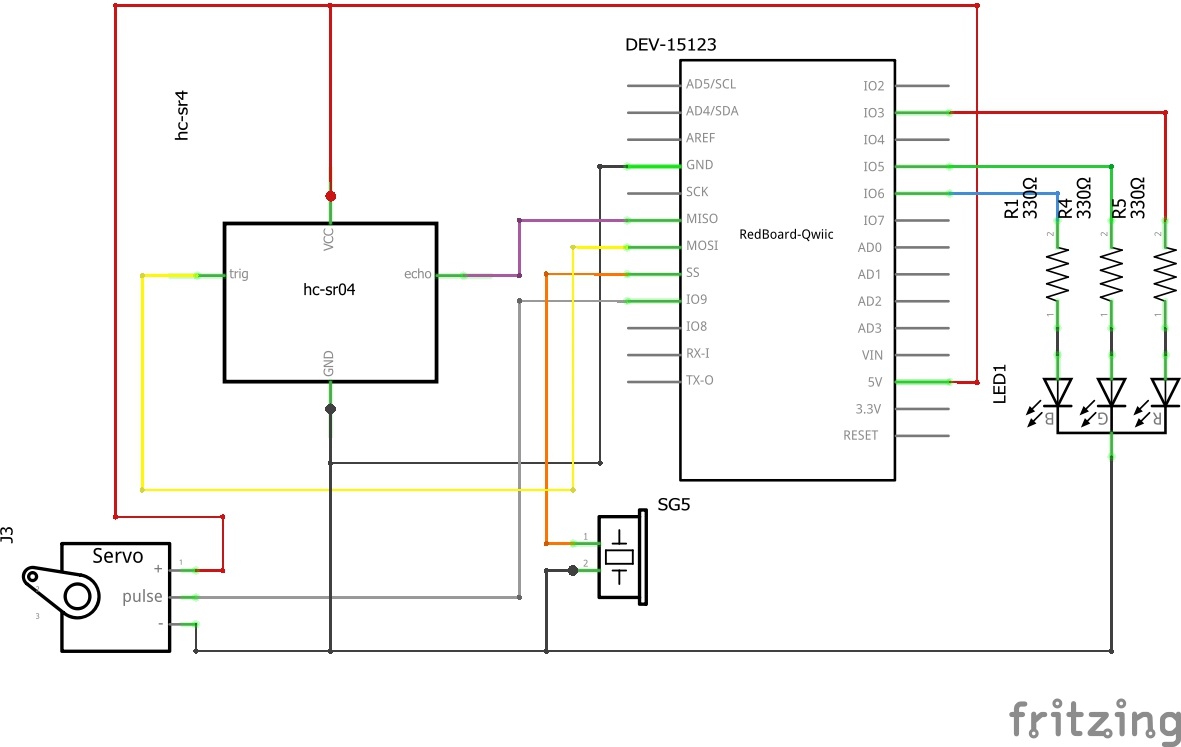 DEV-15123
hc-sr4
AD5/SCL
AD4/SDA
AREF
GND
SCK
MISO
MOSI
SS
IO9
IO8
RX-I
TX-O
RedBoard-Qwiic
IO2
IO3
IO4
IO5
IO6
IO7
AD0
AD1
AD2
AD3
VIN
5V
3.3V
RESET
VCC
trig
echo
hc-sr04
GND
R1
330Ω
R4
330Ω
R5
330Ω
2
2
2
1
1
1
LED1
B
G
R
SG5
1
2
J3
Servo
+
pulse
-
1
2
3
fritzing